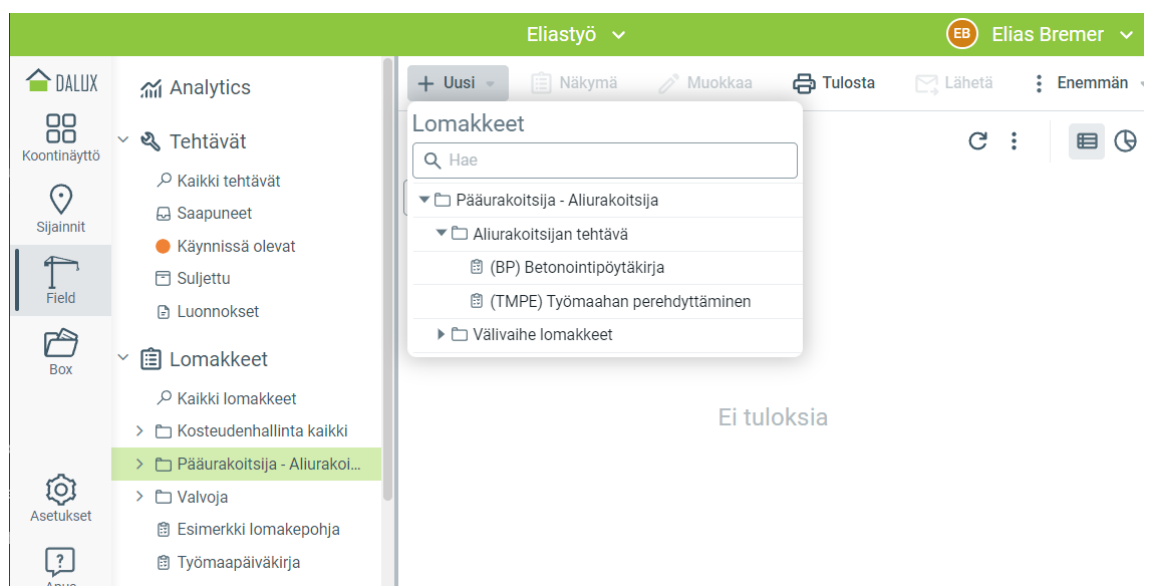 Eliastyö
EB
Elias Bremer
DALUX
Koontinäyttö
Sijainnit
Field
Box
Asetukset
Analytics
Tehtävät
Kaikki tehtävät
Saapuneet
Käynnissä olevat
Suljettu
Luonnokset
Lomakkeet
Kaikki lomakkeet
Kosteudenhallinta kaikki
Pääurakoitsija - Aliurakoi...
Valvoja
Esimerkki lomakepohja
Työmaapäiväkirja
+ Uusi
Näkymä
Muokkaa
Tulosta
Lähetä
Enemmän
Lomakkeet
Hae
Pääurakoitsija - Aliurakoitsija
Aliurakoitsijan tehtävä
(BP) Betonointipöytäkirja
(TMPE) Työmaahan perehdyttäminen
Välivaihe lomakkeet
Ei tuloksia